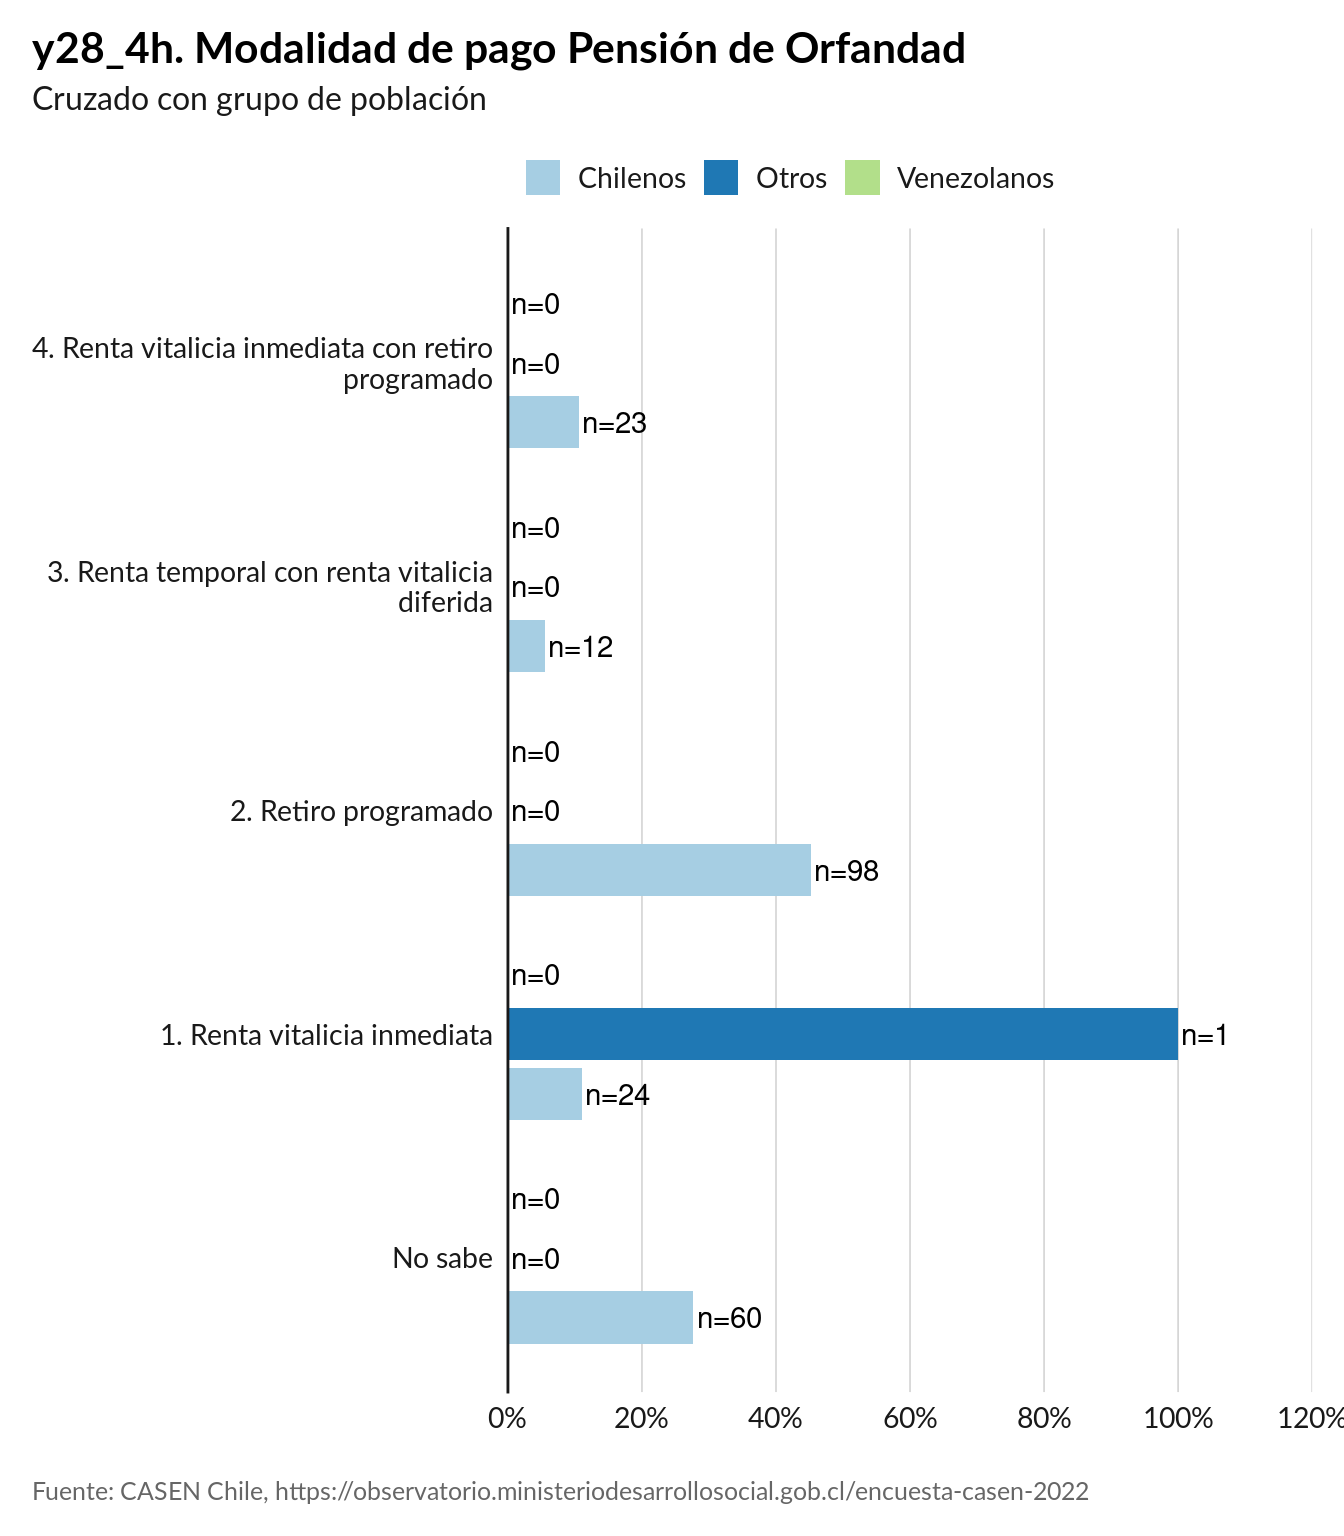 y28_4h. Modalidad de pago Pensión de Orfandad
Cruzado con grupo de población
Chilenos Otros Venezolanos
n=0
4. Renta vitalicia inmediata con retiro
programado
n=0
n=23
n=0
3. Renta temporal con renta vitalicia
diferida
n=0
n=12
n=0
2. Retiro programado n=0
n=98
n=0
1. Renta vitalicia inmediata n=1
n=24
n=0
No sabe n=0
n=60
0% 20% 40% 60% 80% 100% 120%
Fuente: CASEN Chile, https://observatorio.ministeriodesarrollosocial.gob.cl/encuesta-casen-2022